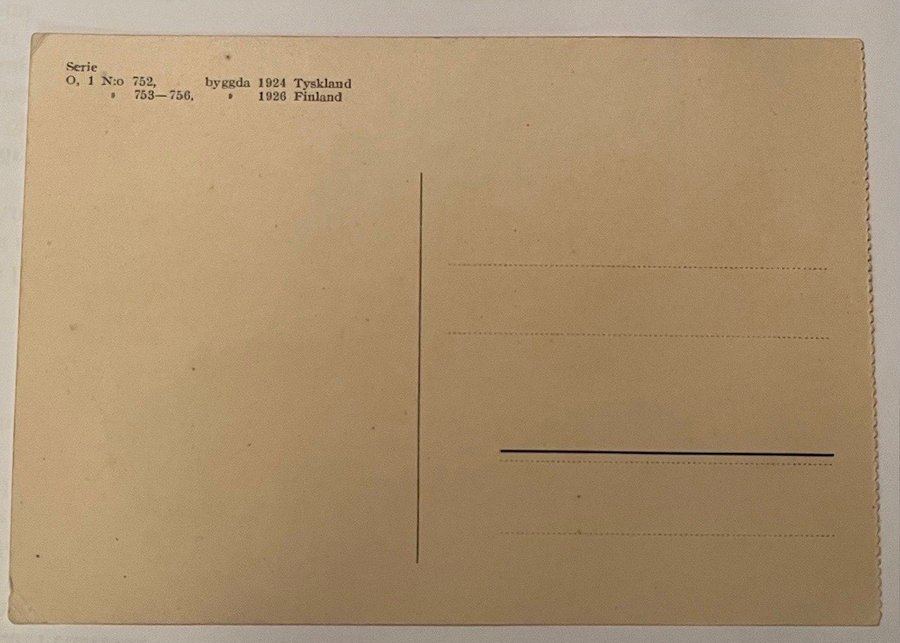 Serie
O, 1 N:o 752, byggda 1924 Tyskland
» 753—756, » 1926 Finland